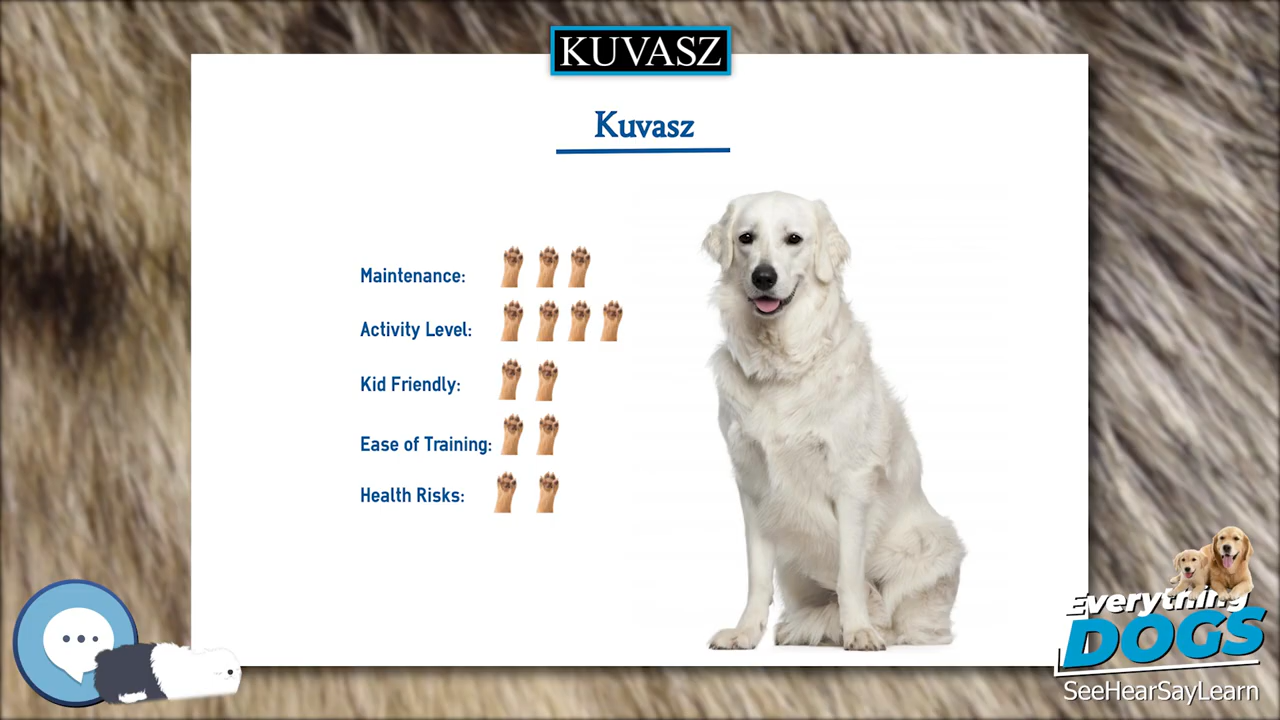 KUVASZ
Kuvasz
Maintenance:
Activity Level:
Kid Friendly:
Ease of Training:
Health Risks:
Everything
DOGS
SeeHearSayLearn